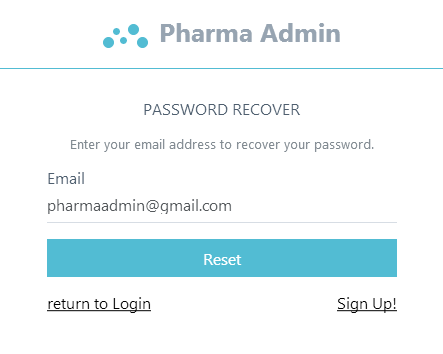 Pharma Admin
PASSWORD RECOVER
Enter your email address to recover your password.
Email
pharmaadmin@gmail.com
Reset
return to Login Sign Up!